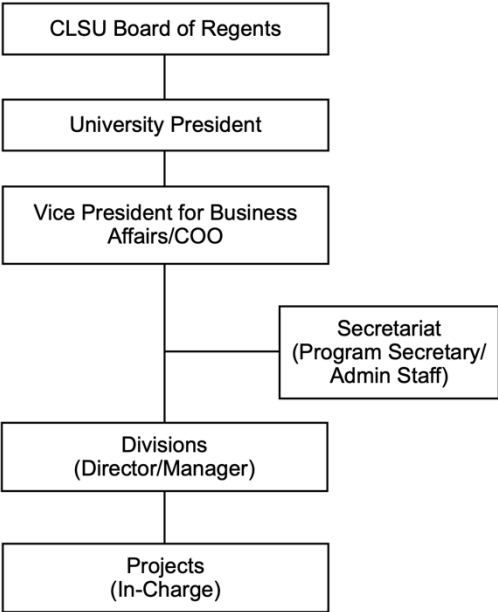 CLSU Board of Regents
University President
Vice President for Business
Affairs/COO
Secretariat
(Program Secretary/
Admin Staff)
Divisions
(Director/Manager)
Projects
(In-Charge)